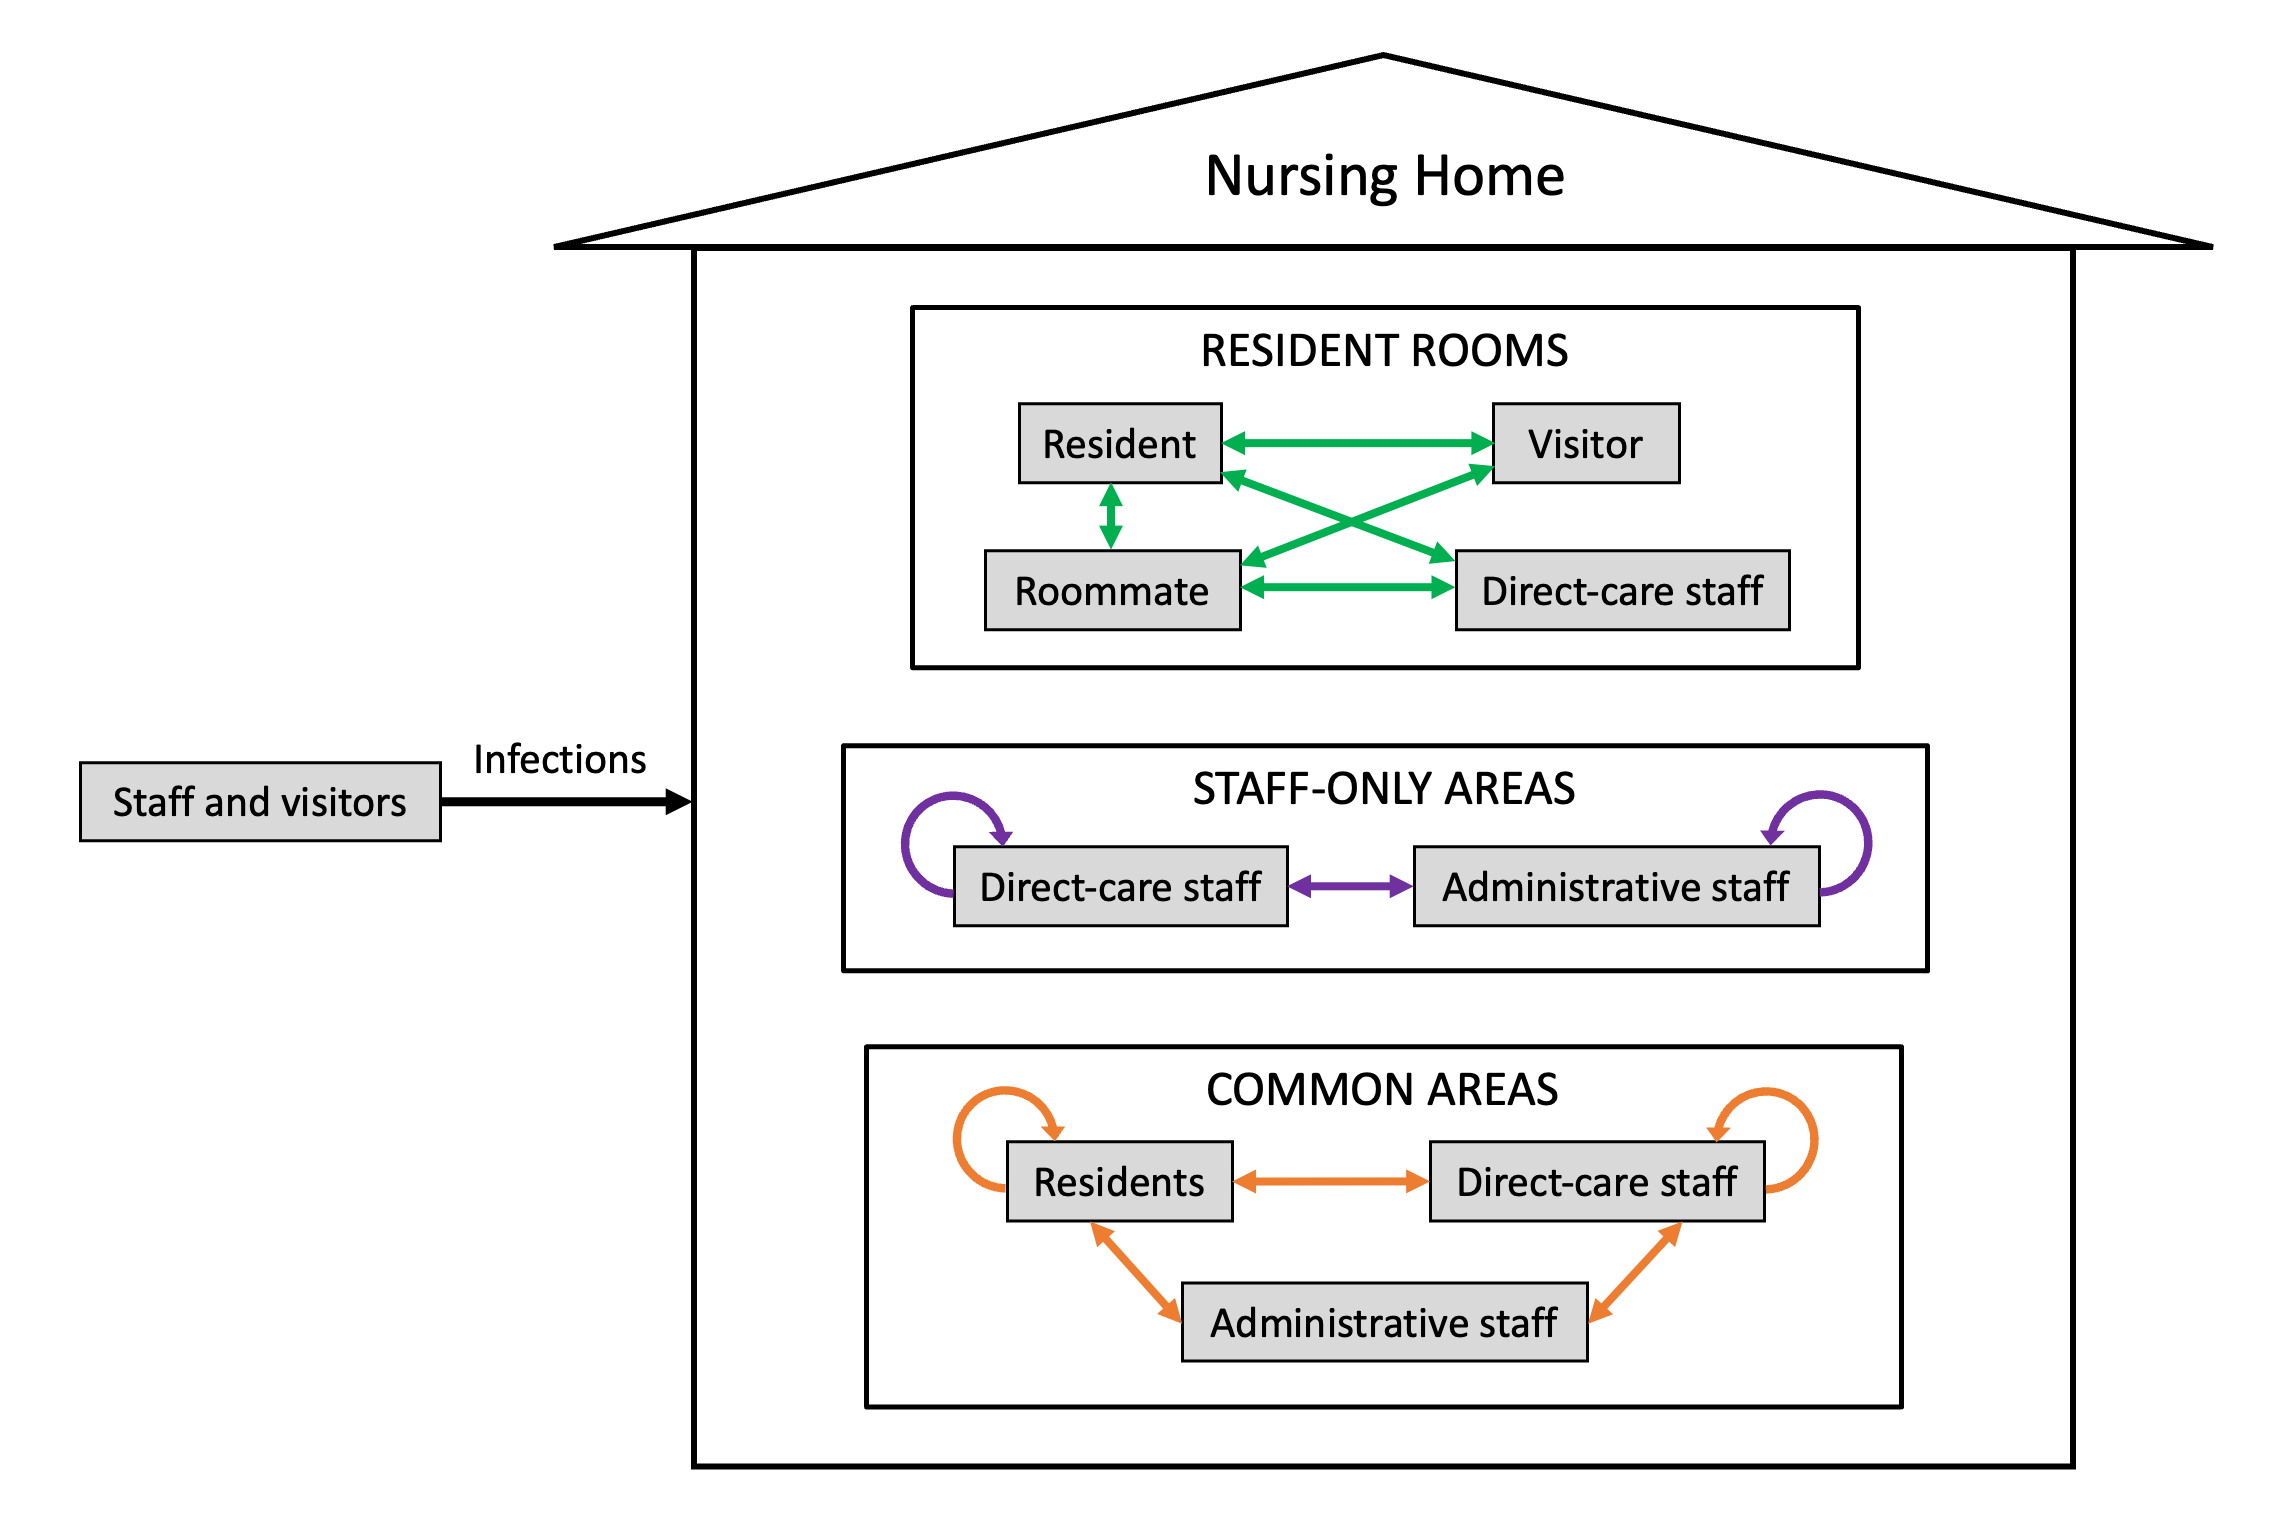 Nursing Home
RESIDENT ROOMS
Resident
Visitor
Roommate
Direct-care staff
Infections
Staff and visitors
STAFF-ONLY AREAS
Direct-care staff
Administrative staff
COMMON AREAS
Residents
Direct-care staff
Administrative staff